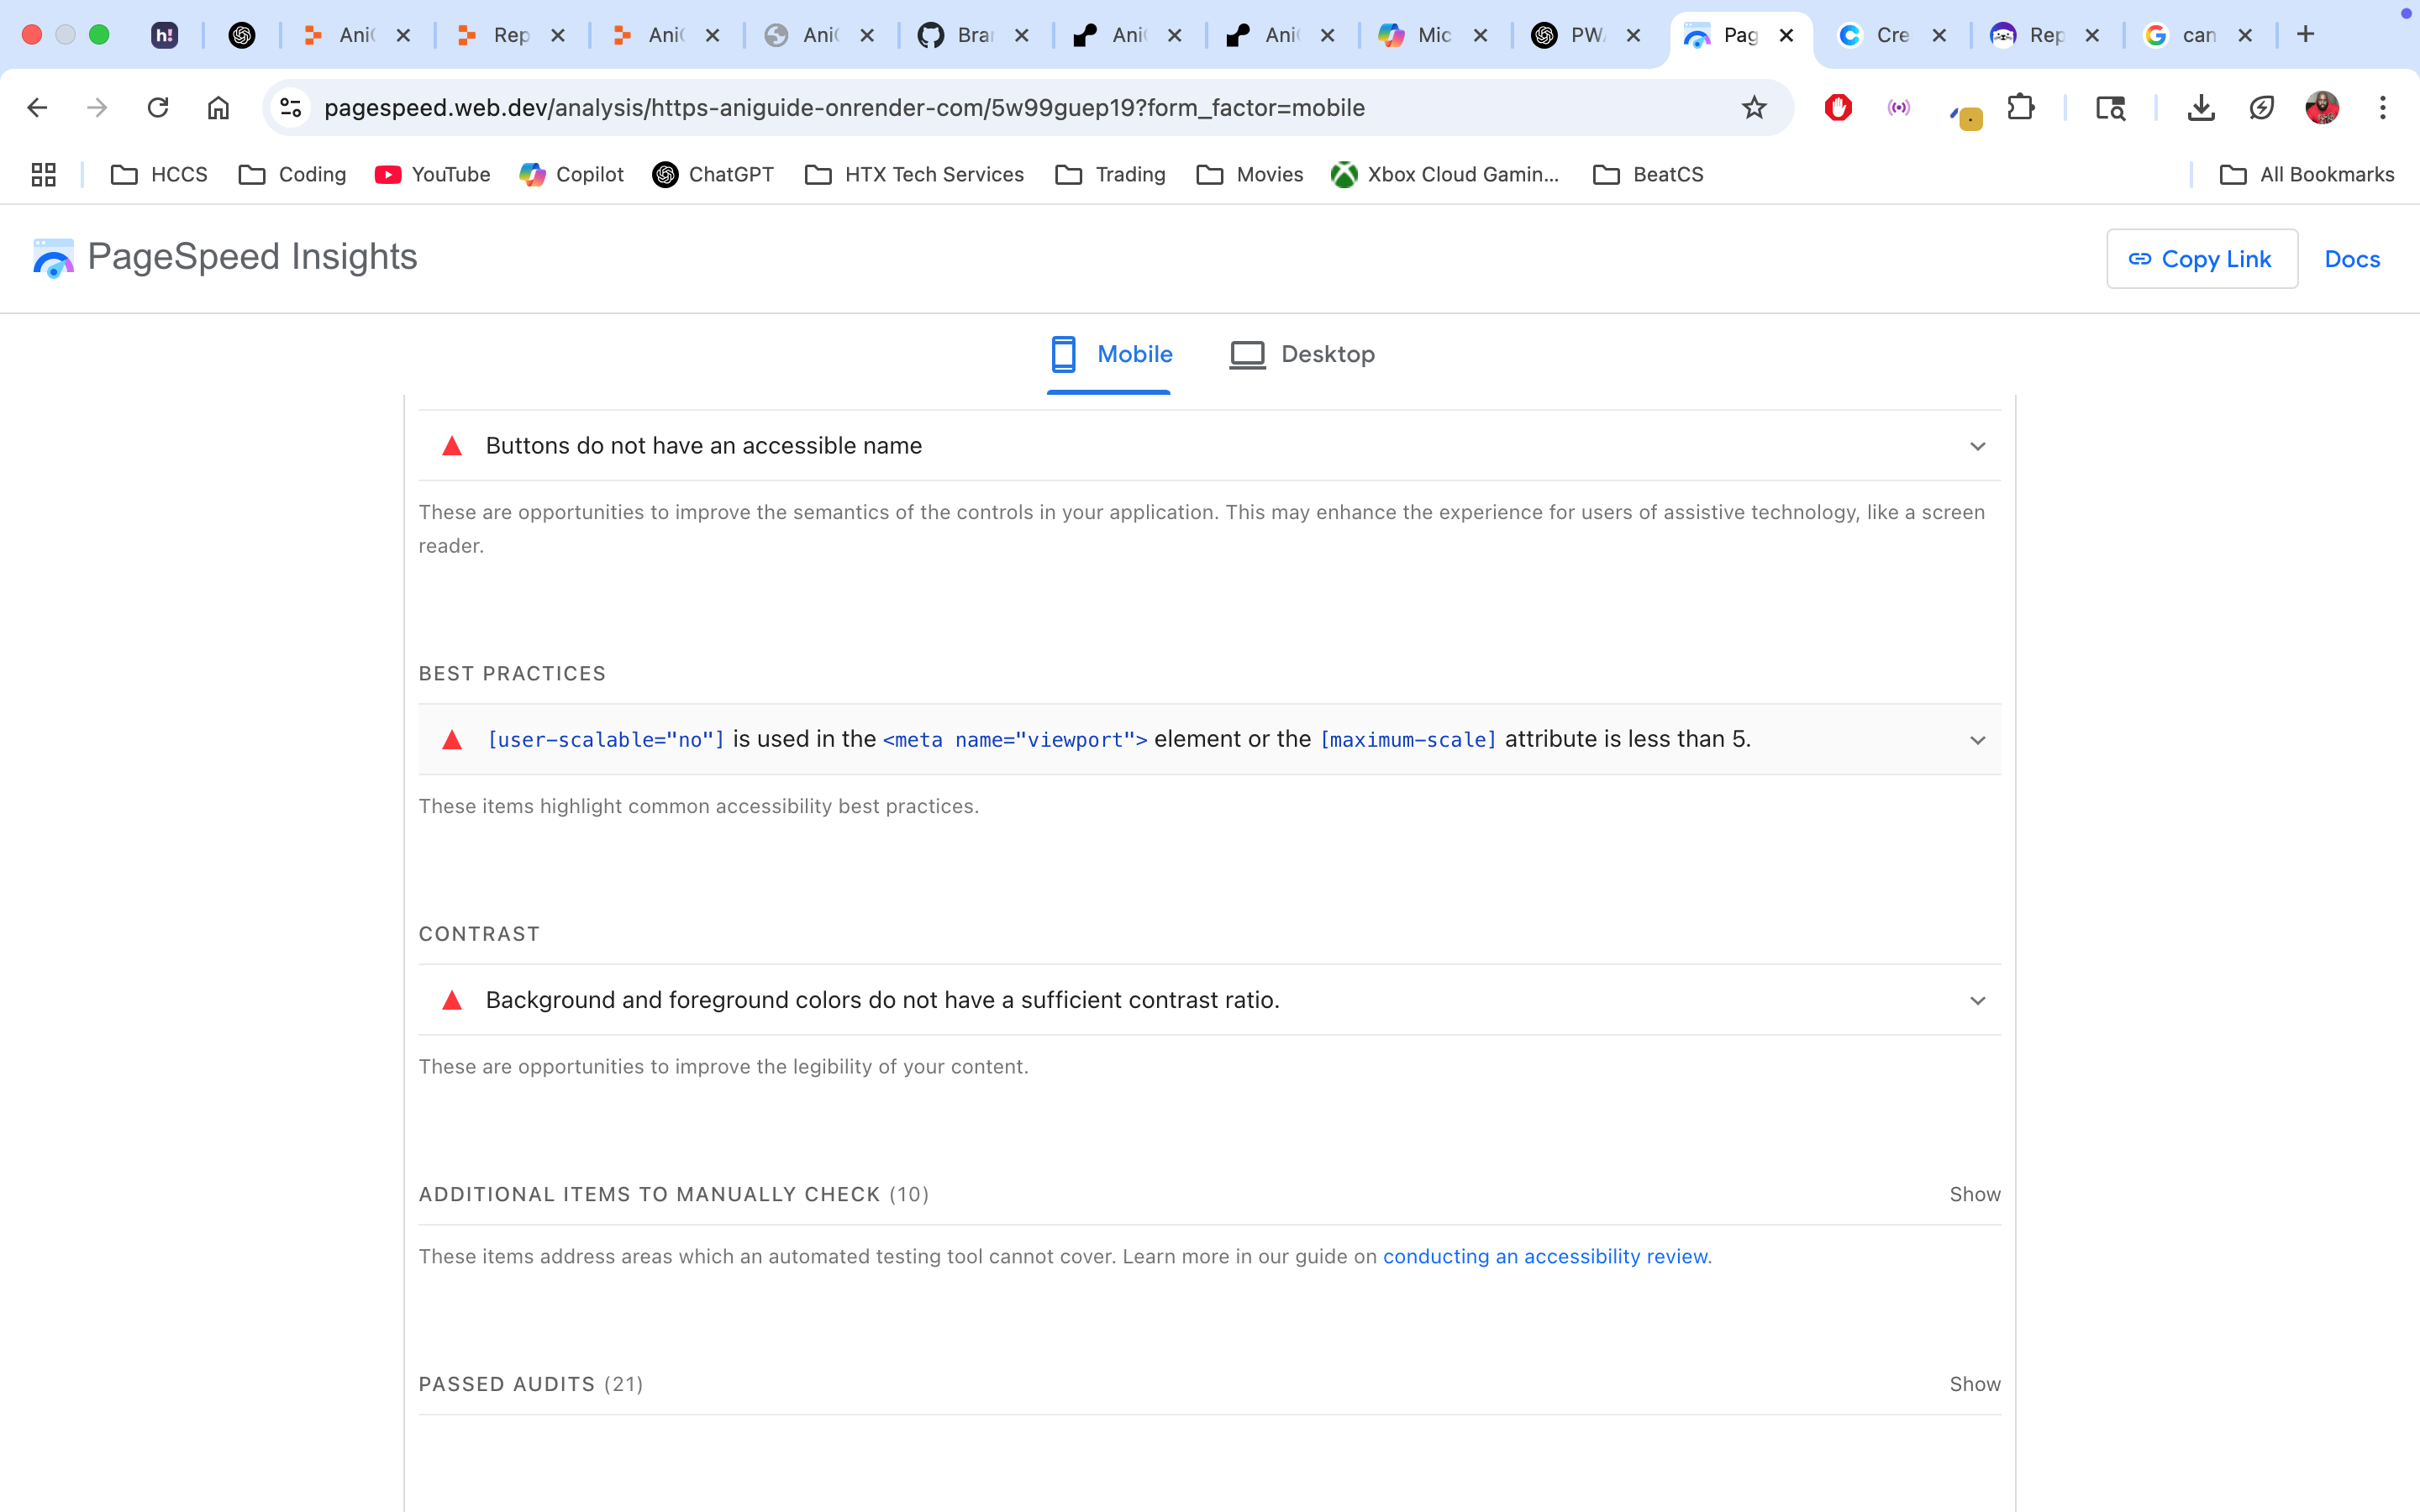 h!
Ani
Rep
Ani
Ani
Bra
Ani
Ani
Mic
PW
Pag
Cre
Rep
can
pagespeed.web.dev/analysis/https-aniguide-onrender-com/5w99guep19?form_factor=mobile
HCCS
Coding
YouTube
Copilot
ChatGPT
HTX Tech Services
Trading
Movies
Xbox Cloud Gamin...
BeatCS
All Bookmarks
PageSpeed Insights
Copy Link
Docs
Mobile
Desktop
Buttons do not have an accessible name
These are opportunities to improve the semantics of the controls in your application. This may enhance the experience for users of assistive technology, like a screen
reader.
BEST PRACTICES
[user-scalable="no"] is used in the <meta name="viewport"> element or the [maximum-scale] attribute is less than 5.
These items highlight common accessibility best practices.
CONTRAST
Background and foreground colors do not have a sufficient contrast ratio.
These are opportunities to improve the legibility of your content.
ADDITIONAL ITEMS TO MANUALLY CHECK (10)
Show
These items address areas which an automated testing tool cannot cover. Learn more in our guide on conducting an accessibility review.
PASSED AUDITS (21)
Show